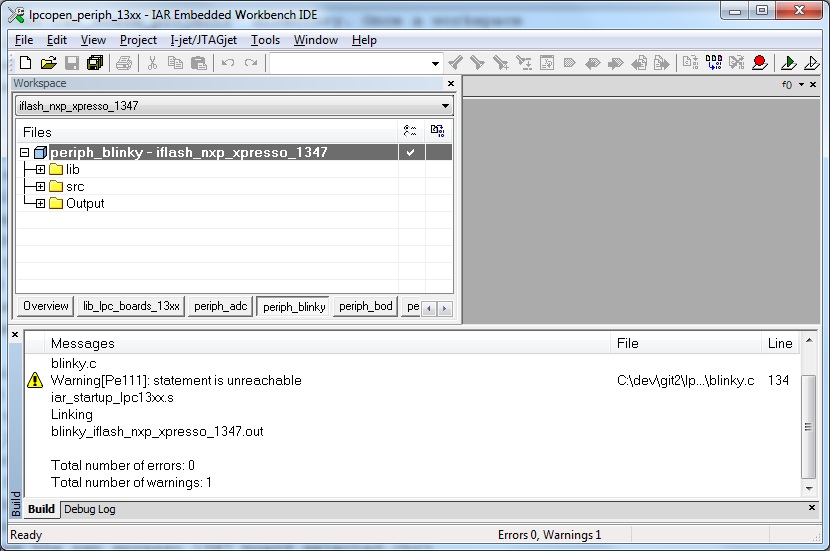 lpcopen_periph_13xx - IAR Embedded Workbench IDE
File Edit View Project I-jet/JTAGjet Tools Window Help
Workspace
iflash_nxp_xpresso_1347
f()
Files
periph_blinky - iflash_nxp_xpresso_1347
lib
src
Output
Overview lib_lpc_boards_13xx periph_adc periph_blinky periph_bod pe
Messages File Line
blinky.c
Warning[Pe111]: statement is unreachable C:\dev\git2\lp...\blinky.c 134
iar_startup_lpc13xx.s
Linking
blinky_iflash_nxp_xpresso_1347.out
Total number of errors: 0
Total number of warnings: 1
Build
Build Debug Log
Ready Errors 0, Warnings 1